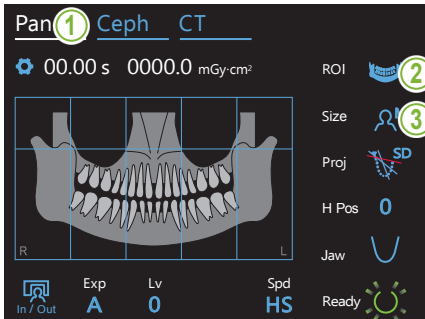 Pan 1 Ceph CT
00.00 s 0000.0 mGy·cm²
ROI 2
Size 3
Proj SD
H Pos 0
R L Jaw
Exp Lv Spd
In / Out A 0 HS Ready